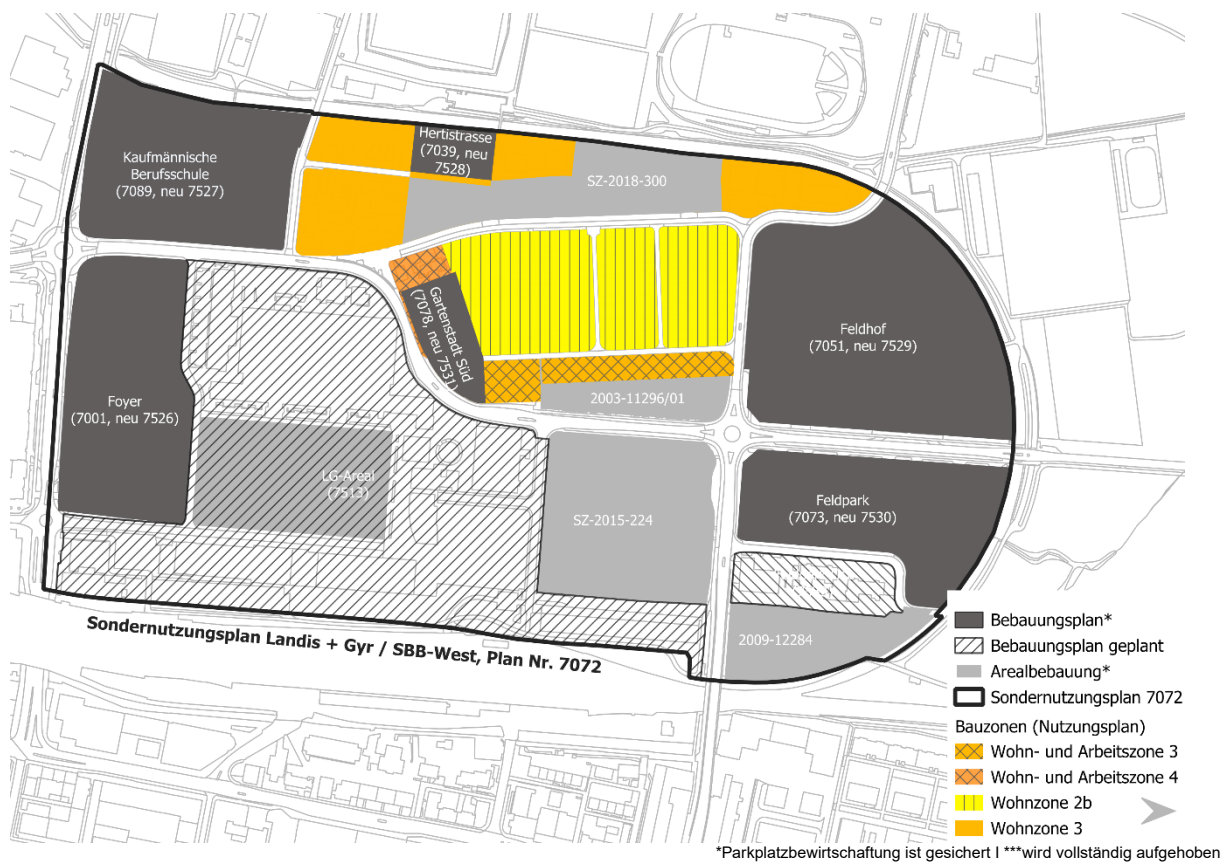 Hertistrasse
(7039, neu
7528)
Kaufmännische
Berufsschule
(7089, neu 7527)
SZ-2018-300
Gartenstadt Süd
(7078, neu 7531)
Feldhof
(7051, neu 7529)
Foyer
(7001, neu 7526)
2003-11296/01
LG-Areal
(7513)
SZ-2015-224
Feldpark
(7073, neu 7530)
2009-12284
Sondernutzungsplan Landis + Gyr / SBB-West, Plan Nr. 7072
Bebauungsplan*
Bebauungsplan geplant
Arealbebauung*
Sondernutzungsplan 7072
Bauzonen (Nutzungsplan)
Wohn- und Arbeitszone 3
Wohn- und Arbeitszone 4
Wohnzone 2b
Wohnzone 3
*Parkplatzbewirtschaftung ist gesichert I ***wird vollständig aufgehoben